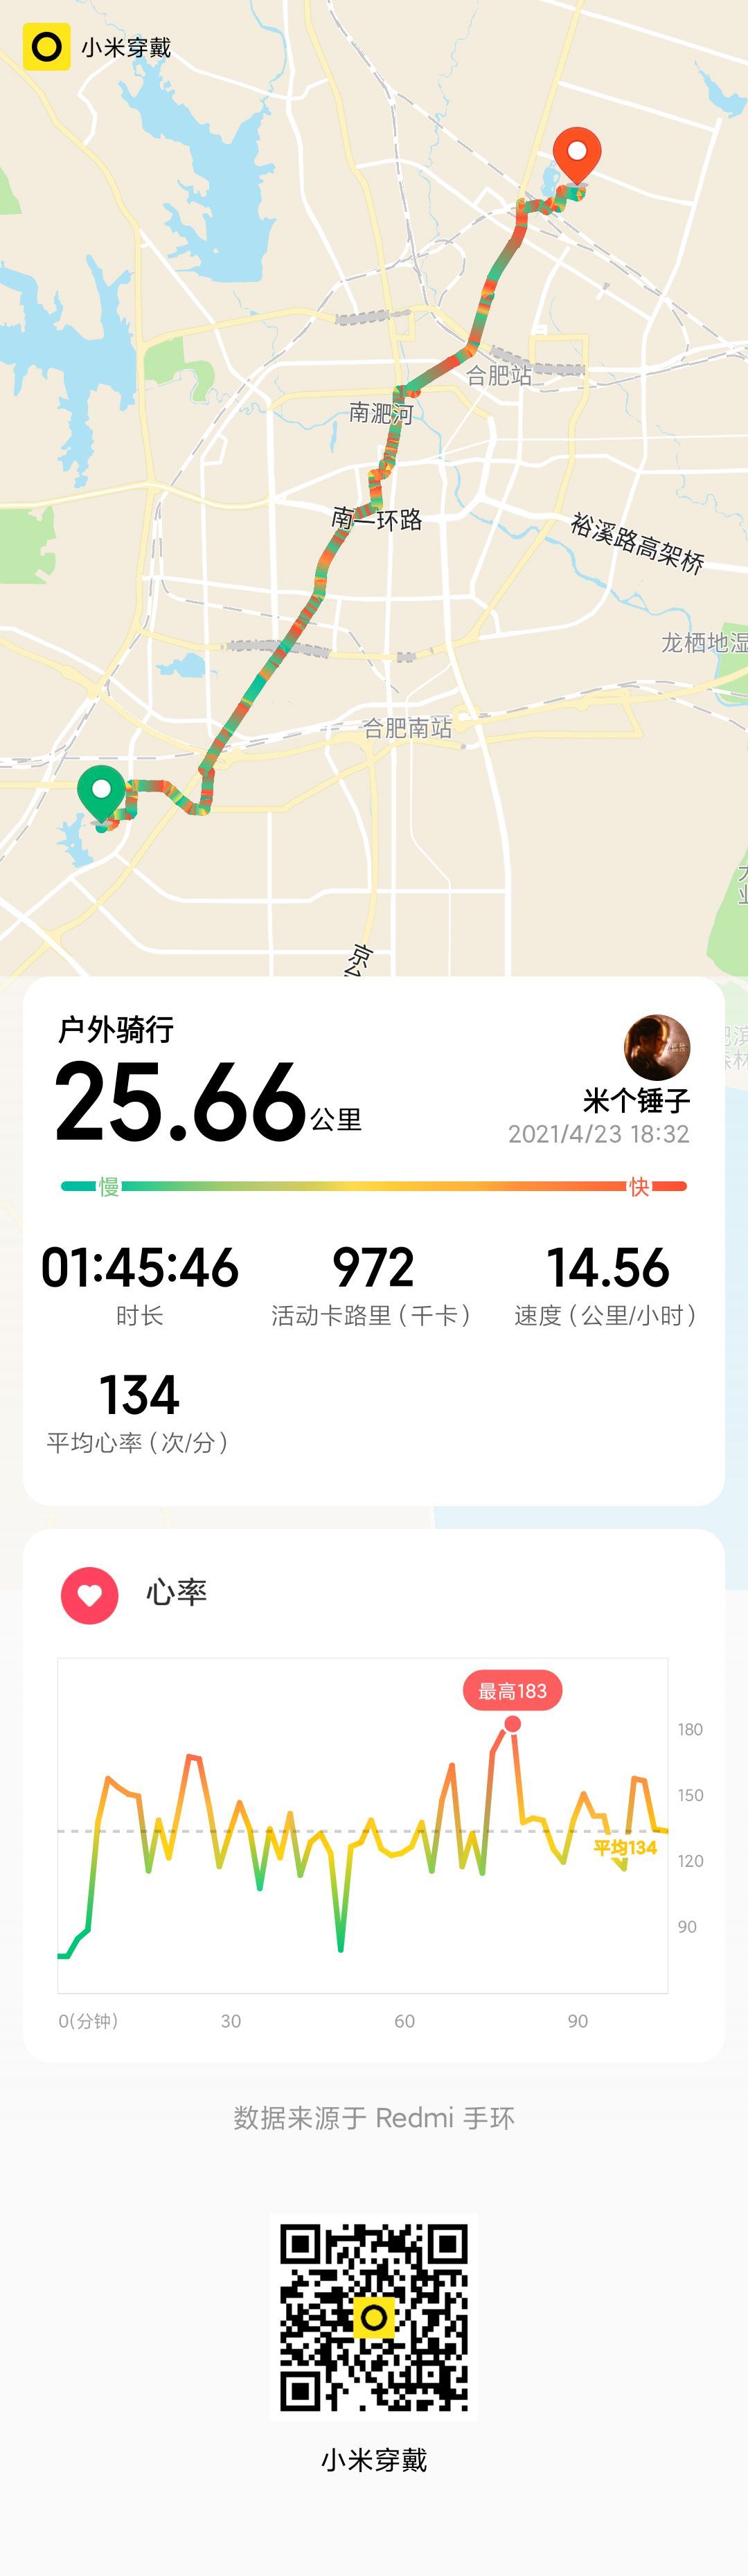 小米穿戴
合肥站
南淝河
南一环路
裕溪路高架桥
龙栖地湿
合肥南站
京
户外骑行
25.66公里
米个锤子
2021/4/23 18:32
慢
快
01:45:46
972
14.56
时长
活动卡路里（千卡）
速度（公里/小时）
134
平均心率（次/分）
心率
最高183
180
150
平均134
120
90
0(分钟)
30
60
90
数据来源于 Redmi 手环
小米穿戴